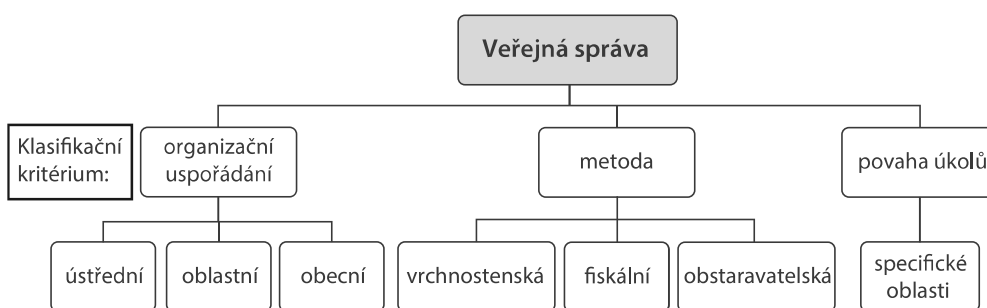 Veřejná správa
Klasifikační
kritérium:
organizační
uspořádání
metoda
povaha úkolů
ústřední
oblastní
obecní
vrchnostenská
fiskální
obstaravatelská
specifické
oblasti